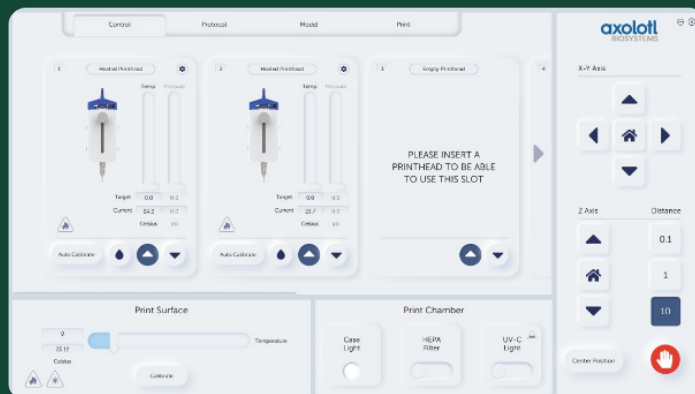 Control
Protocol
Model
Print
axolotl
BIOSYSTEMS
1
Heated Printhead
Temp
Pressure
Target
0.0
0.0
Current
24.2
0.0
Celsius
psi
Auto Calibrate
2
Heated Printhead
Temp
Pressure
Target
0.0
0.0
Current
23.7
0.0
Celsius
psi
Auto Calibrate
3
Empty Printhead
PLEASE INSERT A
PRINTHEAD TO BE ABLE
TO USE THIS SLOT
4
X-Y Axis
Z Axis
Distance
0.1
1
10
Center Position
Print Surface
0
Temperature
Celsius
Calibrate
Print Chamber
Case
Light
HEPA
Filter
UV-C
Light